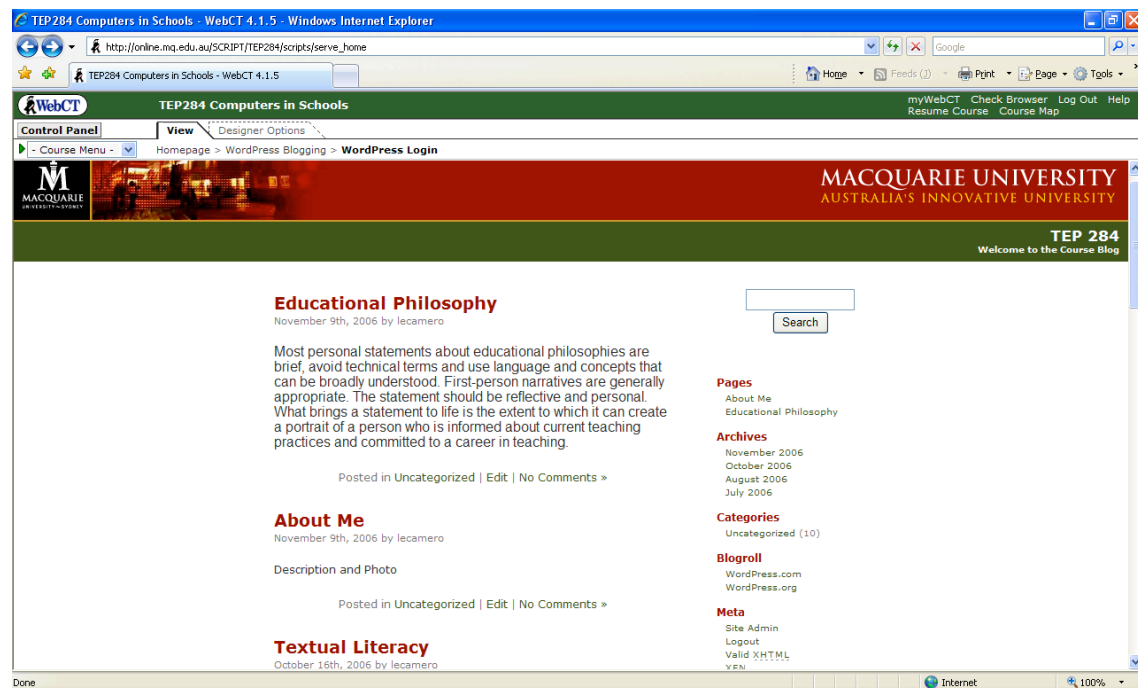 TEP284 Computers in Schools - WebCT 4.1.5 - Windows Internet Explorer
http://online.mq.edu.au/SCRIPT/TEP284/scripts/serve_home
Google
TEP284 Computers in Schools - WebCT 4.1.5
Home
Feeds (J)
Print
Page
Tools
»
WebCT
TEP284 Computers in Schools
myWebCT Check Browser Log Out Help
Resume Course Course Map
Control Panel
View
Designer Options
- Course Menu -
Homepage > WordPress Blogging > WordPress Login
MACQUARIE
UNIVERSITY~SYDNEY
MACQUARIE UNIVERSITY
AUSTRALIA'S INNOVATIVE UNIVERSITY
TEP 284
Welcome to the Course Blog
Educational Philosophy
November 9th, 2006 by lecamero
Most personal statements about educational philosophies are
brief, avoid technical terms and use language and concepts that
can be broadly understood. First-person narratives are generally
appropriate. The statement should be reflective and personal.
What brings a statement to life is the extent to which it can create
a portrait of a person who is informed about current teaching
practices and committed to a career in teaching.
Posted in Uncategorized | Edit | No Comments »
About Me
November 9th, 2006 by lecamero
Description and Photo
Posted in Uncategorized | Edit | No Comments »
Textual Literacy
October 16th, 2006 by lecamero
Search
Pages
About Me
Educational Philosophy
Archives
November 2006
October 2006
August 2006
July 2006
Categories
Uncategorized (10)
Blogroll
WordPress.com
WordPress.org
Meta
Site Admin
Logout
Valid XHTML
XFN
Done
Internet
100%